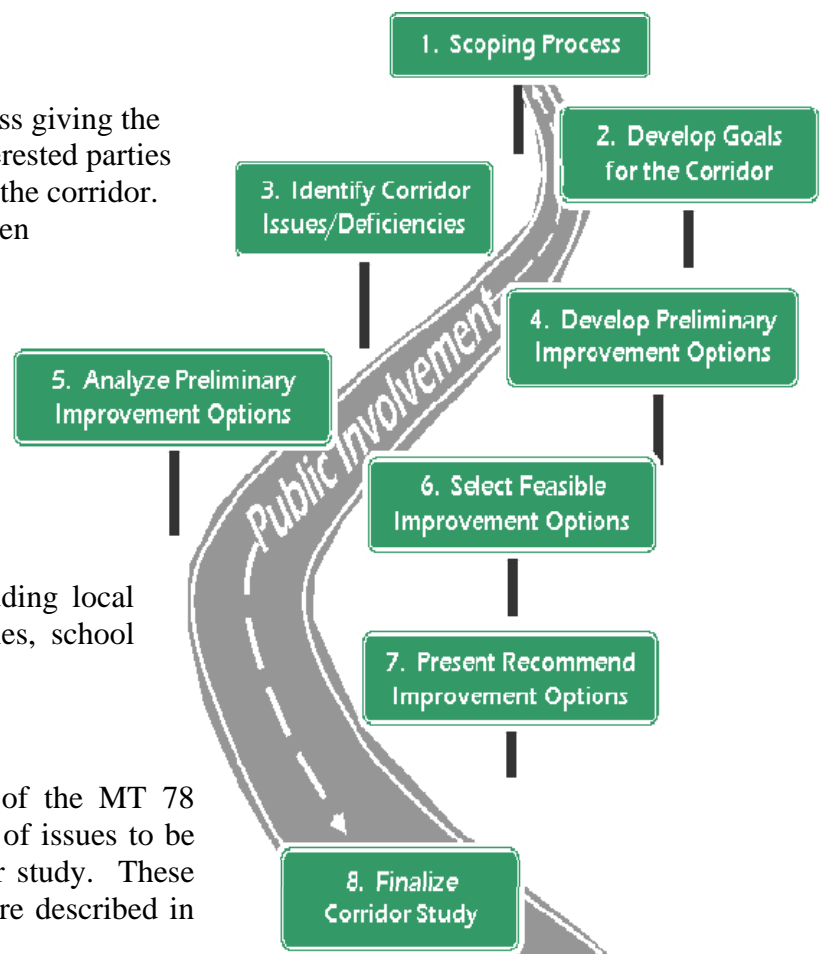 1. Scoping Process
ss giving the
erested parties
the corridor.
en
2. Develop Goals
for the Corridor
3. Identify Corridor
Issues/Deficiencies
4. Develop Preliminary
Improvement Options
5. Analyze Preliminary
Improvement Options
Public Involvement
6. Select Feasible
Improvement Options
uding local
ies, school
7. Present Recommend
Improvement Options
of the MT 78
of issues to be
r study. These
re described in
8. Finalize
Corridor Study